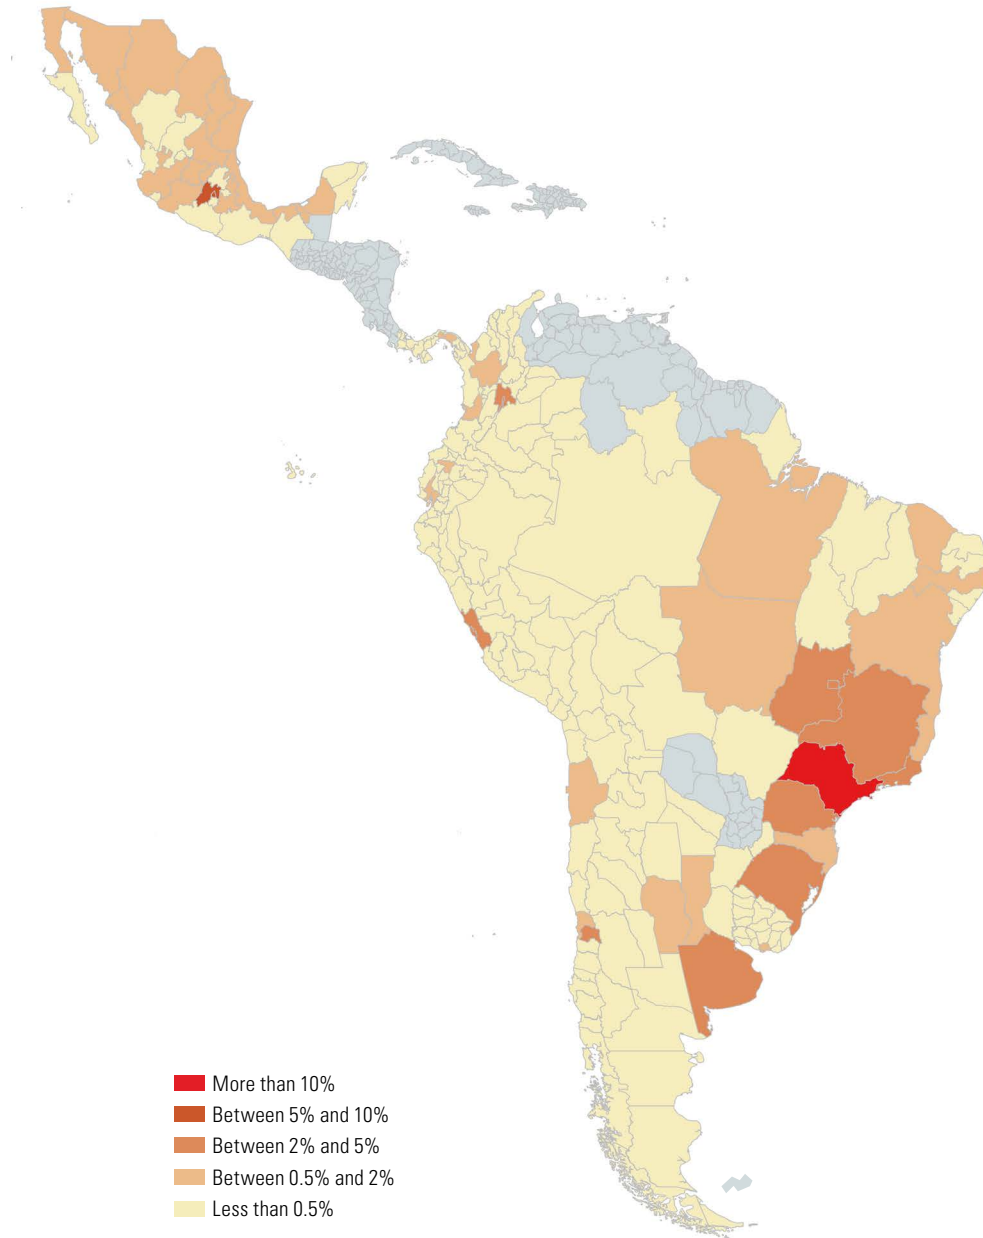 More than 10%
Between 5% and 10%
Between 2% and 5%
Between 0.5% and 2%
Less than 0.5%